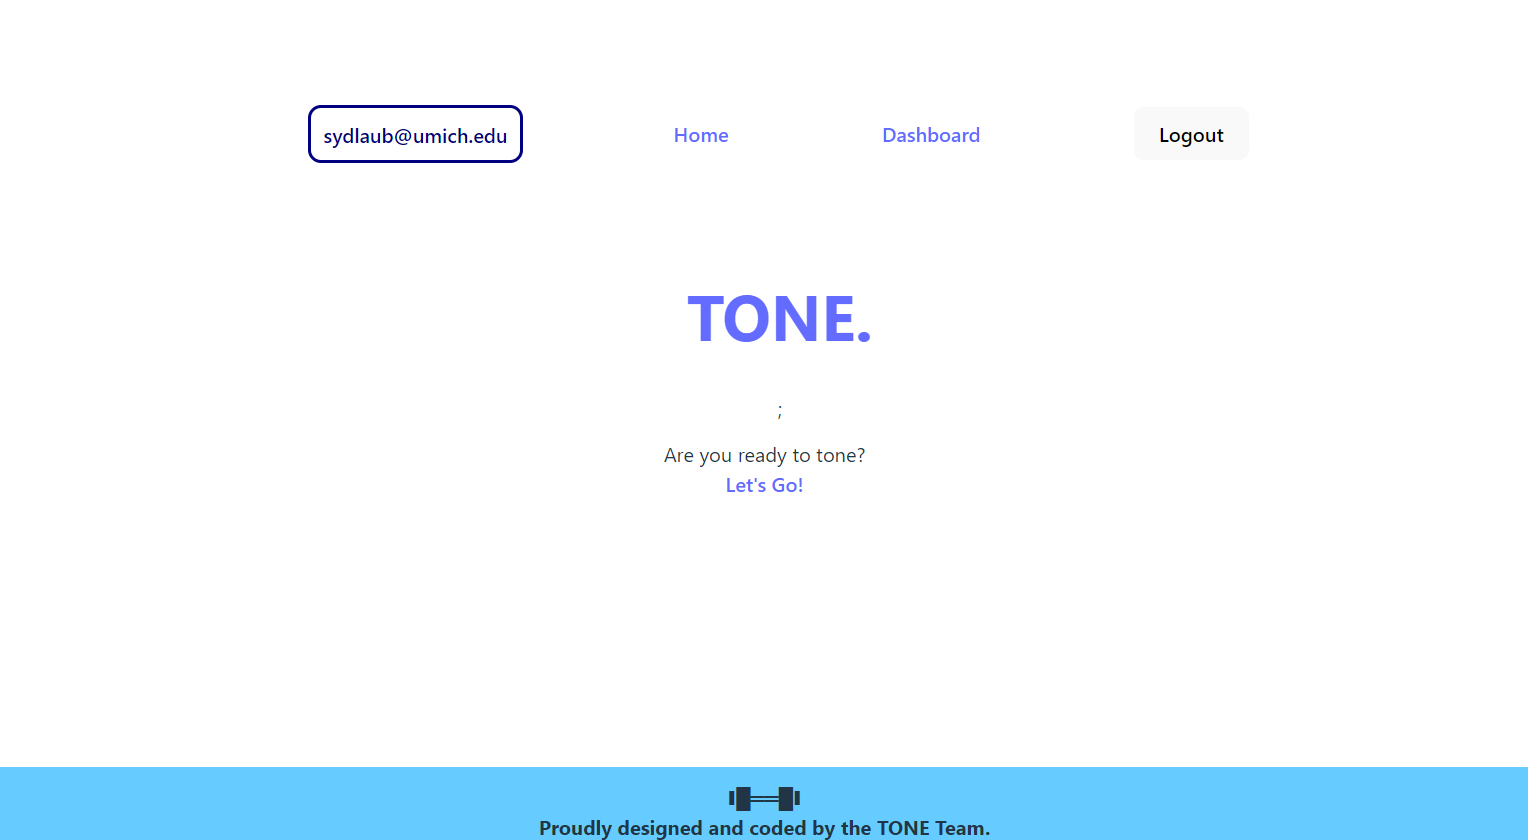 sydlaub@umich.edu Home Dashboard Logout
TONE.
;
Are you ready to tone?
Let's Go!
Proudly designed and coded by the TONE Team.